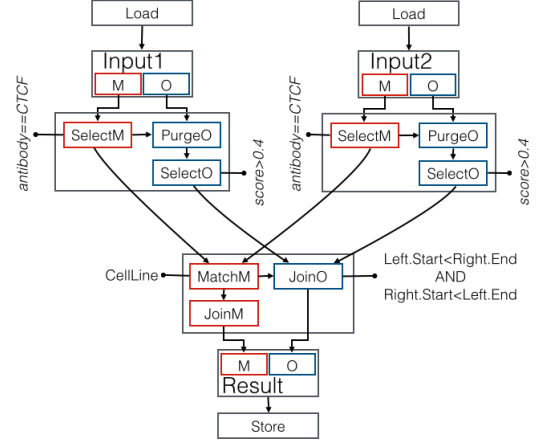 Load
Load
Input1
Input2
M
O
M
O
antibody==CTCF
SelectM
PurgeO
SelectO
score>0.4
antibody==CTCF
SelectM
PurgeO
SelectO
score>0.4
CellLine
MatchM
JoinO
JoinM
Left.Start<Right.End
AND
Right.Start<Left.End
M
O
Result
Store